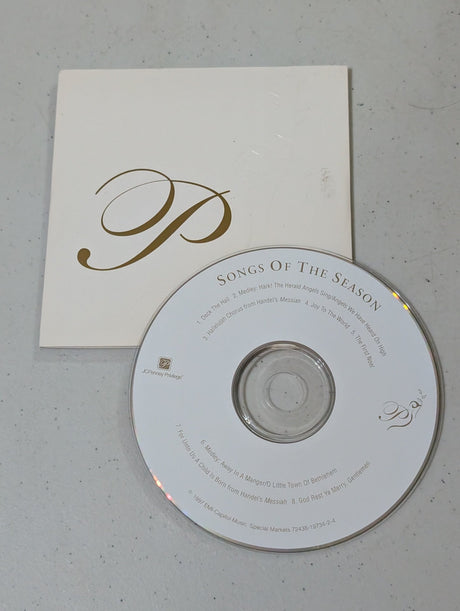 P
SONGS OF THE SEASON
1. Deck The Hall 2. Medley: Hark! The Herald Angels Sing/Angels We Have Heard On High
3. Hallelujah Chorus from Handel's Messiah 4. Joy To The World 5. The First Noel
JCPenney Privilege
6. Medley: Away In A Manger/O Little Town Of Bethlehem
7. For Unto Us A Child Is Born from Handel's Messiah 8. God Rest Ye Merry, Gentlemen
EMI-Capitol Music Special Markets 72435-19734-2-4